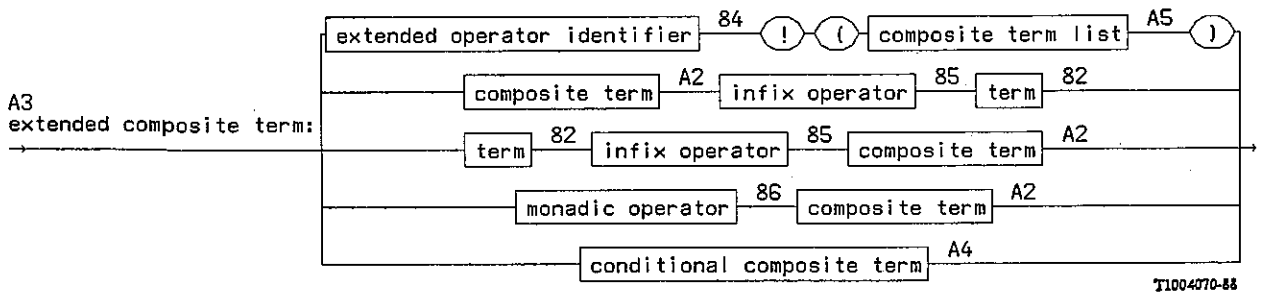 extended operator identifier 84 ! ( composite term list A5 )
composite term A2 infix operator 85 term 82
A3
extended composite term:
term 82 infix operator 85 composite term A2
monadic operator 86 composite term A2
conditional composite term A4
T1004070-88